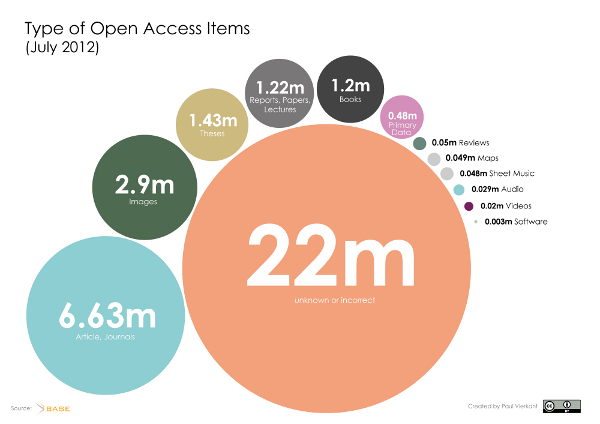 Type of Open Access Items
(July 2012)
1.2m
Books
1.22m
Reports, Papers,
Lectures
0.48m
Primary
Data
1.43m
Theses
0.05m Reviews
0.049m Maps
0.048m Sheet Music
0.029m Audio
0.02m Videos
0.003m Software
2.9m
Images
22m
unknown or incorrect
6.63m
Article, Journals
Source: BASE
Created by Paul Vierkant
cc
BY